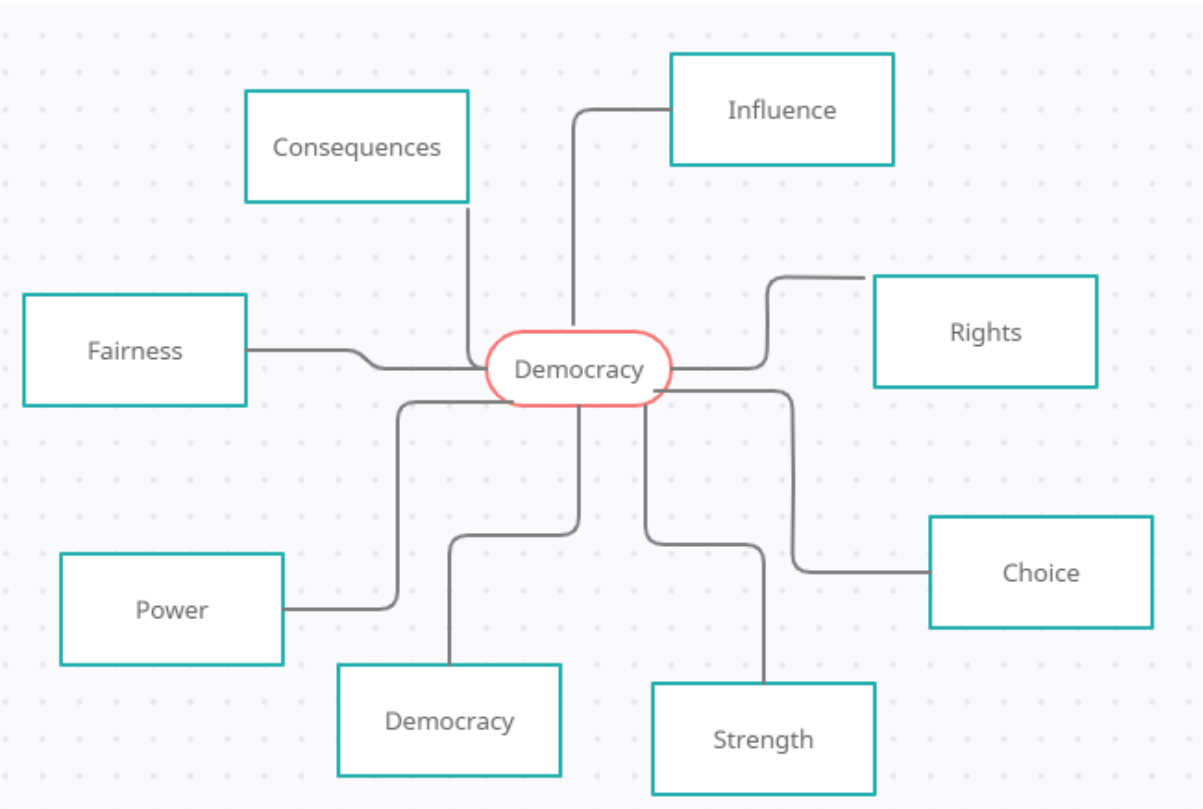 Influence
Consequences
Rights
Fairness
Democracy
Choice
Power
Democracy
Strength